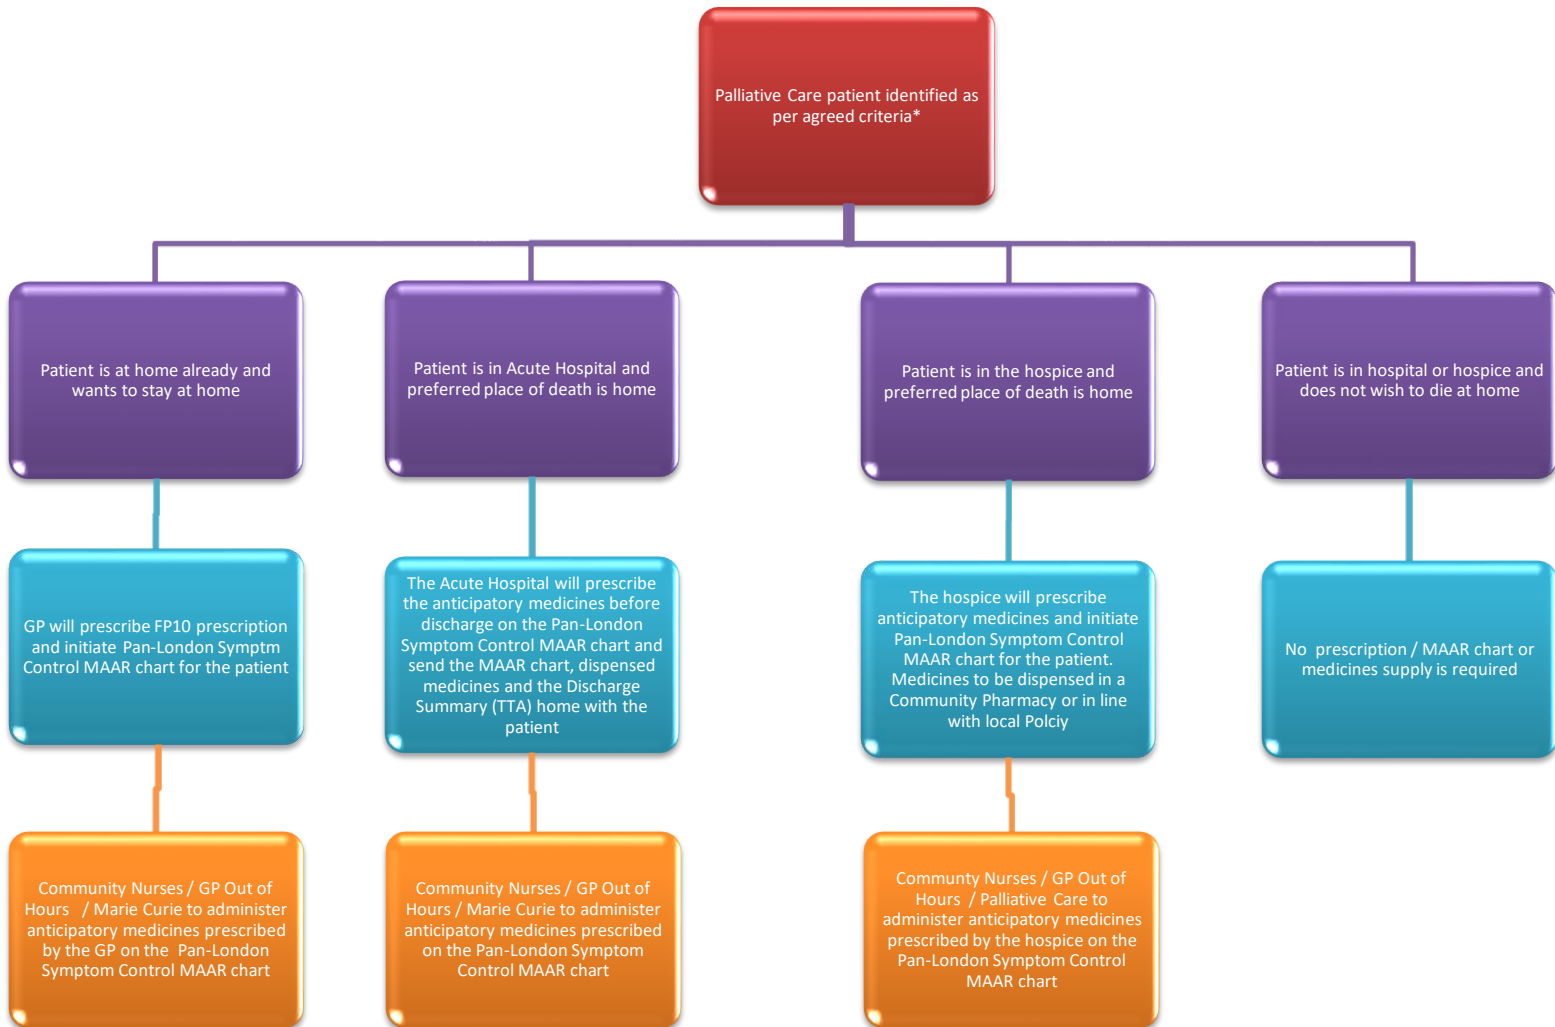 Palliative Care patient identified as
per agreed criteria*
Patient is at home already and
wants to stay at home
Patient is in Acute Hospital and
preferred place of death is home
Patient is in the hospice and
preferred place of death is home
Patient is in hospital or hospice and
does not wish to die at home
GP will prescribe FP10 prescription
and initiate Pan-London Symptm
Control MAAR chart for the patient
The Acute Hospital will prescribe
the anticipatory medicines before
discharge on the Pan-London
Symptom Control MAAR chart and
send the MAAR chart, dispensed
medicines and the Discharge
Summary (TTA) home with the
patient
The hospice will prescribe
anticipatory medicines and initiate
Pan-London Symptom Control
MAAR chart for the patient.
Medicines to be dispensed in a
Community Pharmacy or in line
with local Polciy
No prescription / MAAR chart or
medicines supply is required
Community Nurses / GP Out of
Hours / Marie Curie to administer
anticipatory medicines prescribed
by the GP on the Pan-London
Symptom Control MAAR chart
Community Nurses / GP Out of
Hours / Marie Curie to administer
anticipatory medicines prescribed
on the Pan-London Symptom
Control MAAR chart
Communty Nurses / GP Out of
Hours / Palliative Care to
administer anticipatory medicines
prescribed by the hospice on the
Pan-London Symptom Control
MAAR chart